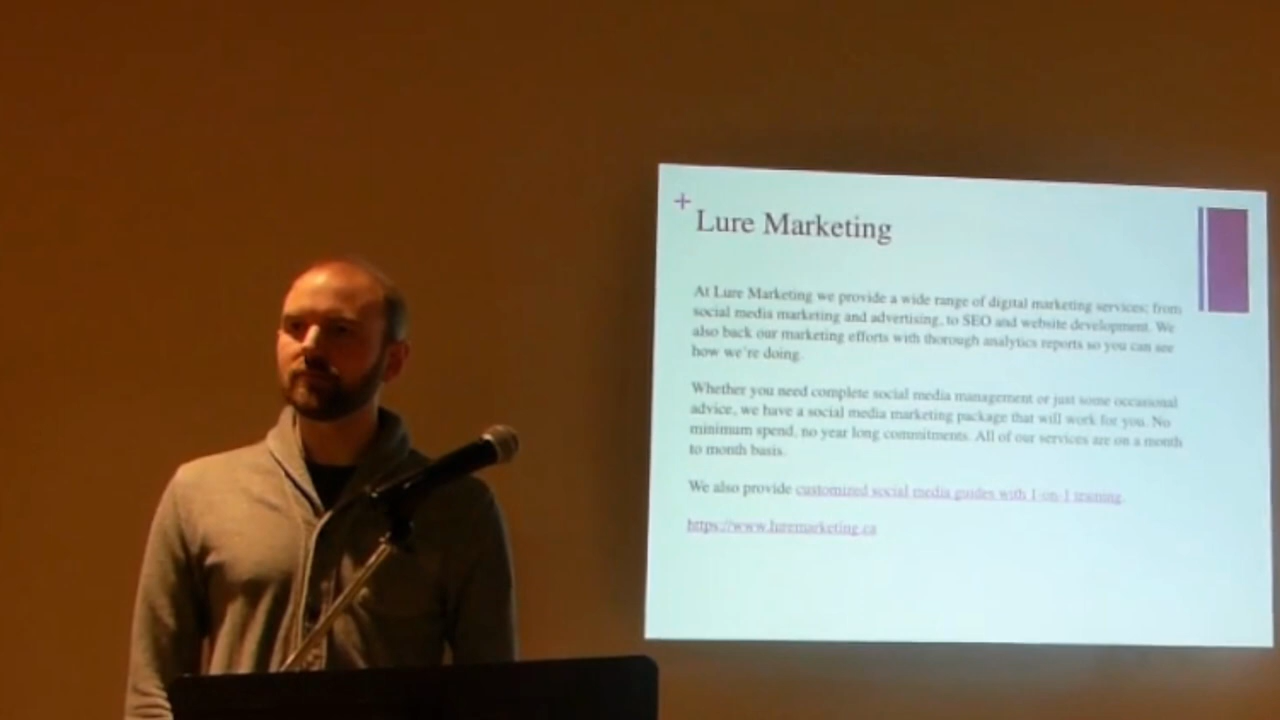 +
Lure Marketing
At Lure Marketing we provide a wide range of digital marketing services; from
social media marketing and advertising, to SEO and website development. We
also back our marketing efforts with thorough analytics reports so you can see
how we're doing.
Whether you need complete social media management or just some occasional
advice, we have a social media marketing package that will work for you. No
minimum spend, no year long commitments. All of our services are on a month
to month basis.
We also provide customized social media guides with 1-on-1 training.
https://www.luremarketing.ca